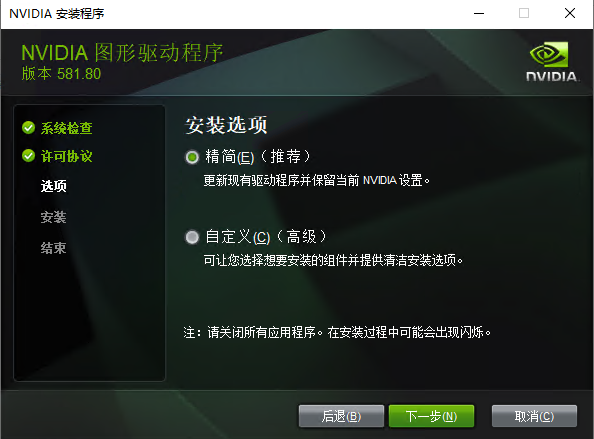 NVIDIA 安装程序
NVIDIA 图形驱动程序
版本 581.80
NVIDIA.
系统检查
许可协议
选项
安装
结束
安装选项
精简(E)（推荐）
更新现有驱动程序并保留当前 NVIDIA 设置。
自定义(C)（高级）
可让您选择想要安装的组件并提供清洁安装选项。
注：请关闭所有应用程序。在安装过程中可能会出现闪烁。
后退(B)
下一步(N)
取消(C)